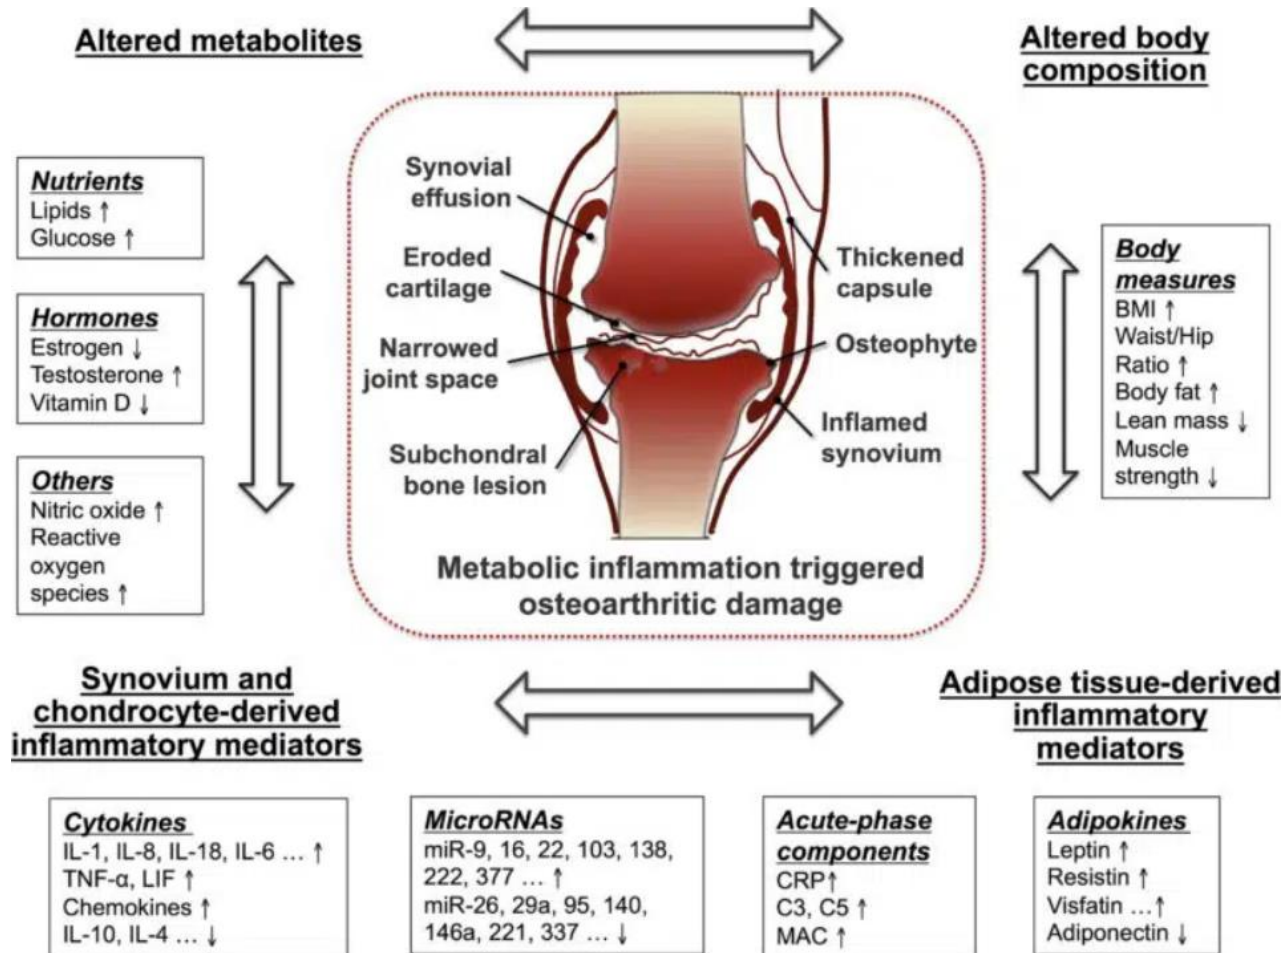 Altered metabolites
Altered body
composition
Nutrients
Lipids ↑
Glucose ↑
Hormones
Estrogen ↓
Testosterone ↑
Vitamin D ↓
Others
Nitric oxide ↑
Reactive
oxygen
species ↑
Synovial
effusion
Eroded
cartilage
Narrowed
joint space
Subchondral
bone lesion
Thickened
capsule
Osteophyte
Inflamed
synovium
Metabolic inflammation triggered
osteoarthritic damage
Body
measures
BMI ↑
Waist/Hip
Ratio ↑
Body fat ↑
Lean mass ↓
Muscle
strength ↓
Synovium and
chondrocyte-derived
inflammatory mediators
Adipose tissue-derived
inflammatory
mediators
Cytokines
IL-1, IL-8, IL-18, IL-6 ... ↑
TNF-α, LIF ↑
Chemokines ↑
IL-10, IL-4 ... ↓
MicroRNAs
miR-9, 16, 22, 103, 138,
222, 377 ... ↑
miR-26, 29a, 95, 140,
146a, 221, 337 ... ↓
Acute-phase
components
CRP↑
C3, C5 ↑
MAC ↑
Adipokines
Leptin ↑
Resistin ↑
Visfatin ...↑
Adiponectin ↓